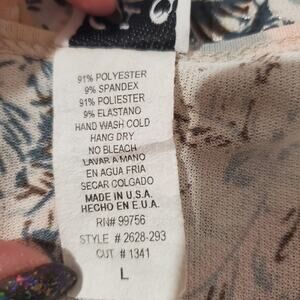 91% POLYESTER
9% SPANDEX
91% POLIESTER
9% ELASTANO
HAND WASH COLD
HANG DRY
NO BLEACH
LAVAR A MANO
EN AGUA FRIA
SECAR COLGADO
MADE IN U.S.A.
HECHO EN E.U.A.
RN# 99756
STYLE # 2628-293
CUT # 1341
L